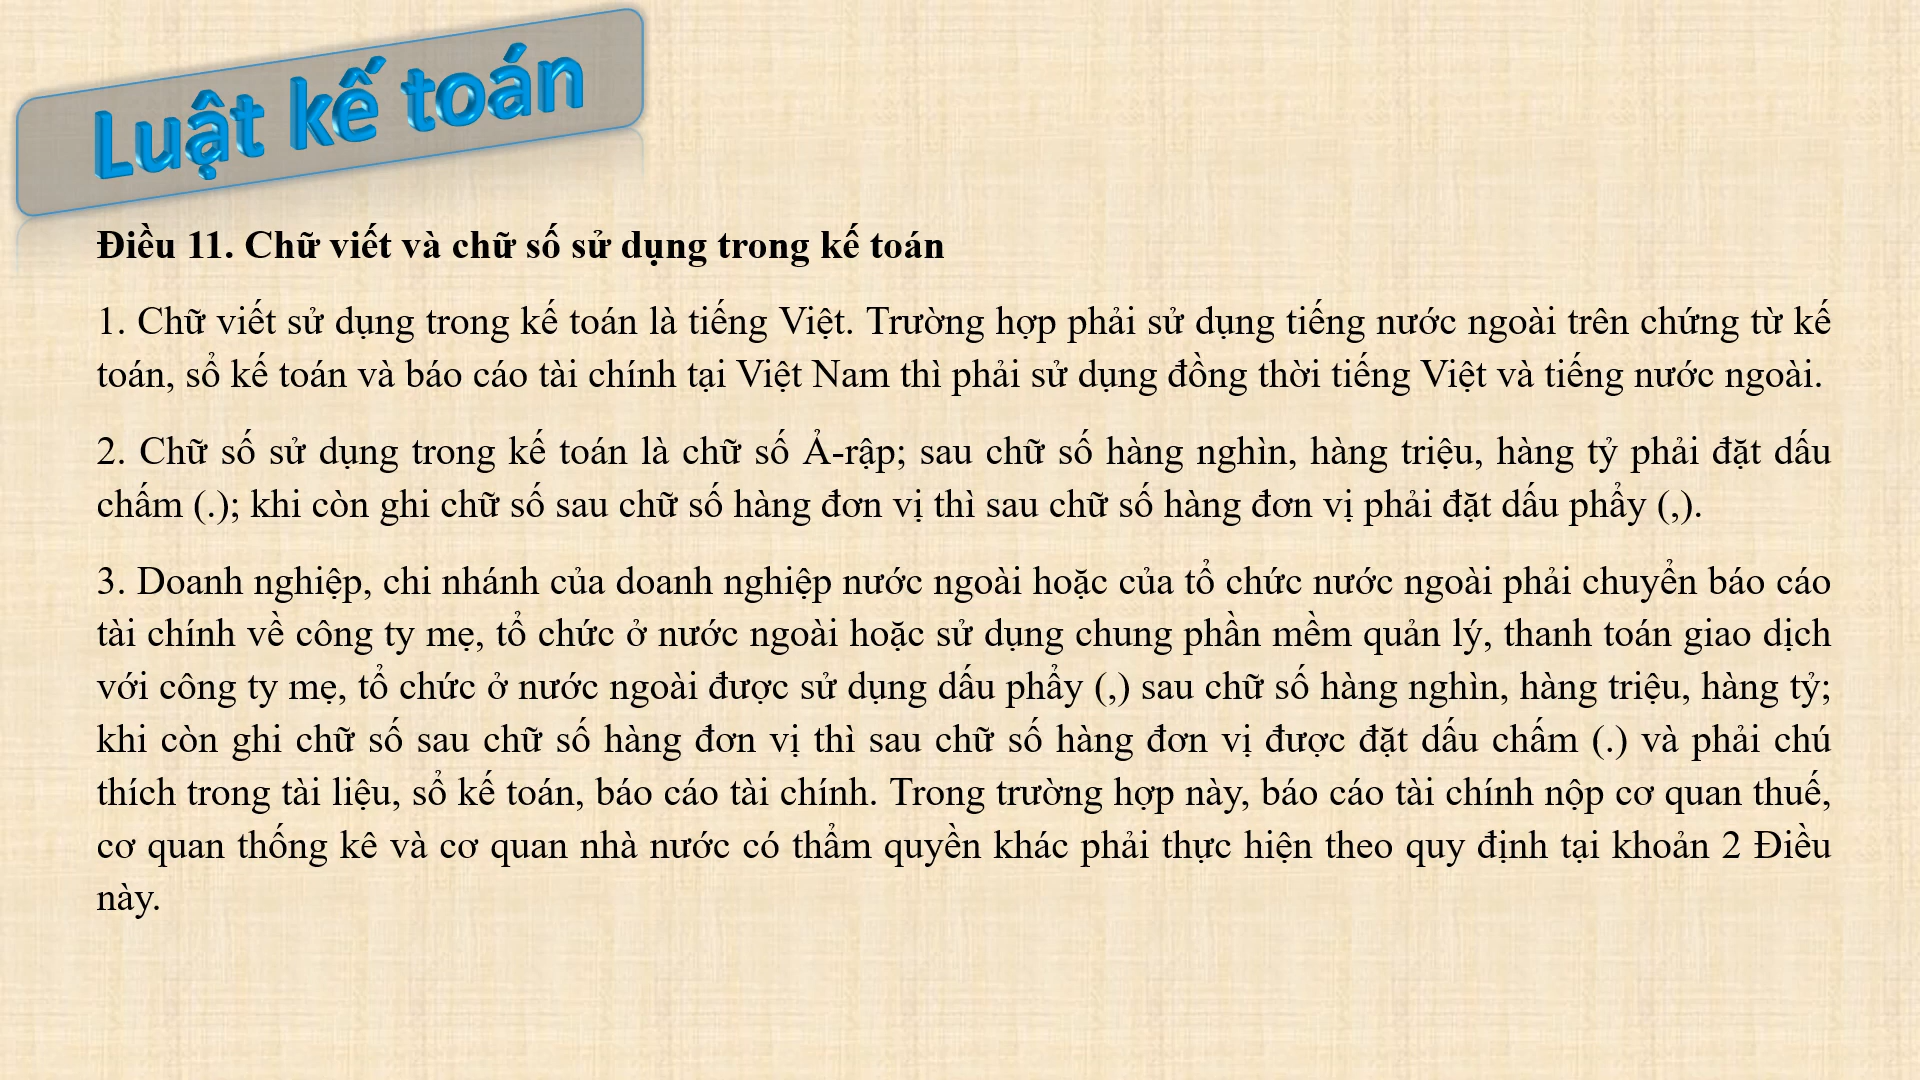 Luật kế toán
Điều 11. Chữ viết và chữ số sử dụng trong kế toán
1. Chữ viết sử dụng trong kế toán là tiếng Việt. Trường hợp phải sử dụng tiếng nước ngoài trên chứng từ kế
toán, sổ kế toán và báo cáo tài chính tại Việt Nam thì phải sử dụng đồng thời tiếng Việt và tiếng nước ngoài.
2. Chữ số sử dụng trong kế toán là chữ số Ả-rập; sau chữ số hàng nghìn, hàng triệu, hàng tỷ phải đặt dấu
chấm (.); khi còn ghi chữ số sau chữ số hàng đơn vị thì sau chữ số hàng đơn vị phải đặt dấu phẩy (,).
3. Doanh nghiệp, chi nhánh của doanh nghiệp nước ngoài hoặc của tổ chức nước ngoài phải chuyển báo cáo
tài chính về công ty mẹ, tổ chức ở nước ngoài hoặc sử dụng chung phần mềm quản lý, thanh toán giao dịch
với công ty mẹ, tổ chức ở nước ngoài được sử dụng dấu phẩy (,) sau chữ số hàng nghìn, hàng triệu, hàng tỷ;
khi còn ghi chữ số sau chữ số hàng đơn vị thì sau chữ số hàng đơn vị được đặt dấu chấm (.) và phải chú
thích trong tài liệu, sổ kế toán, báo cáo tài chính. Trong trường hợp này, báo cáo tài chính nộp cơ quan thuế,
cơ quan thống kê và cơ quan nhà nước có thẩm quyền khác phải thực hiện theo quy định tại khoản 2 Điều
này.